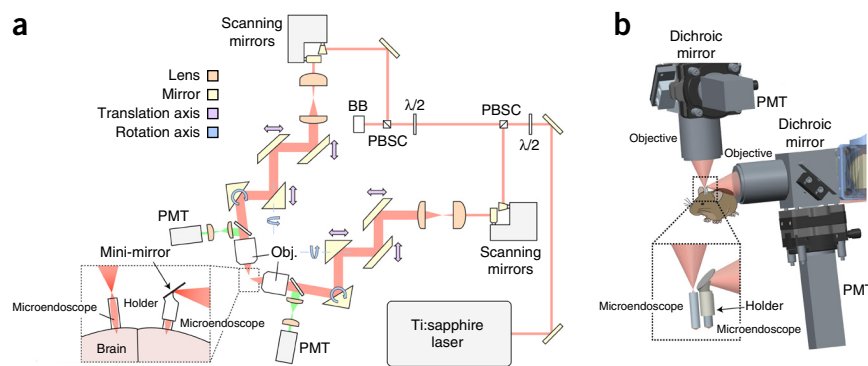 a
Scanning
mirrors
Lens
Mirror
Translation axis
Rotation axis
BB
λ/2
PBSC
PBSC
λ/2
PMT
Obj.
Scanning
mirrors
Mini-mirror
Microendoscope
Holder
Microendoscope
Brain
PMT
Ti:sapphire
laser
b
Dichroic
mirror
PMT
Objective
Dichroic
mirror
Objective
Microendoscope
Holder
Microendoscope
PMT